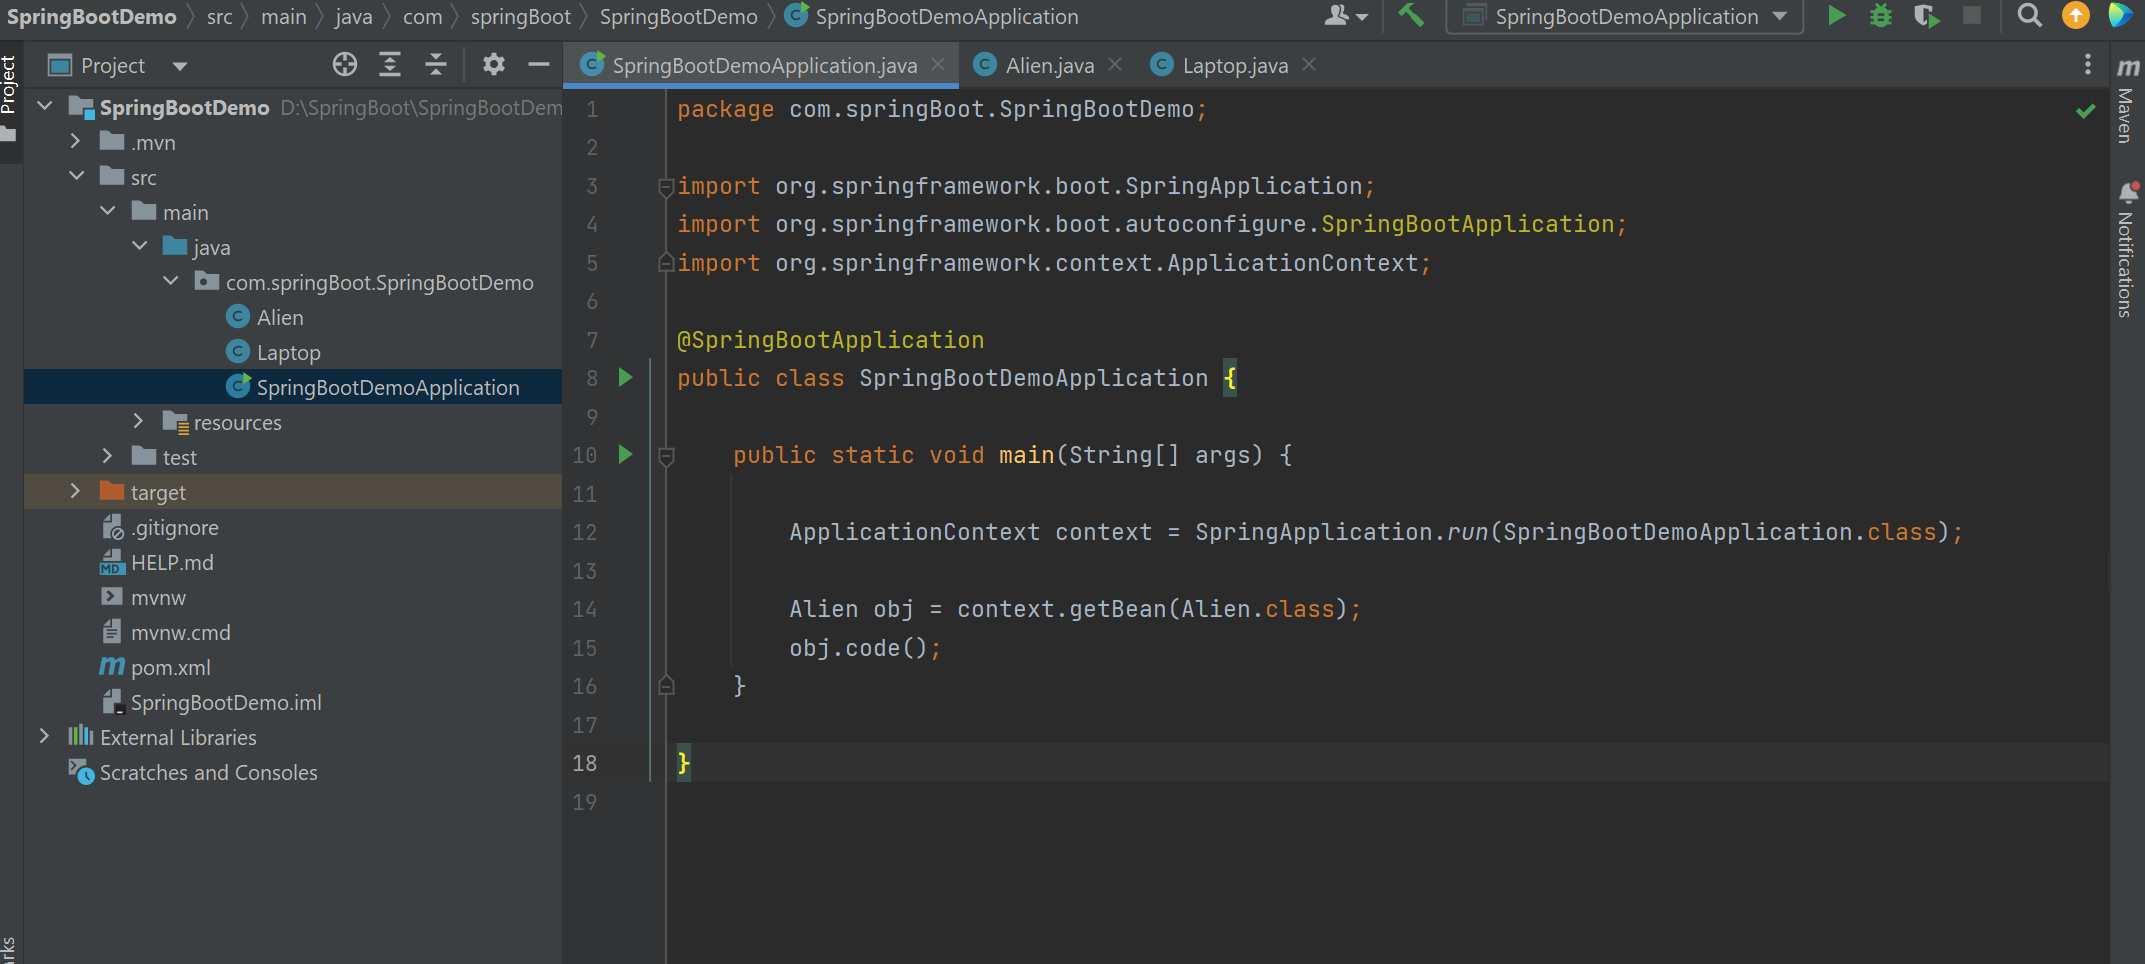 SpringBootDemo src main java com springBoot SpringBootDemo SpringBootDemoApplication
SpringBootDemoApplication
Project
Project
SpringBootDemoApplication.java
Alien.java
Laptop.java
SpringBootDemo D:\SpringBoot\SpringBootDem
.mvn
src
main
java
com.springBoot.SpringBootDemo
Alien
Laptop
SpringBootDemoApplication
resources
test
target
.gitignore
HELP.md
mvnw
mvnw.cmd
pom.xml
SpringBootDemo.iml
External Libraries
Scratches and Consoles
1 package com.springBoot.SpringBootDemo;
2
3 import org.springframework.boot.SpringApplication;
4 import org.springframework.boot.autoconfigure.SpringBootApplication;
5 import org.springframework.context.ApplicationContext;
6
7 @SpringBootApplication
8 public class SpringBootDemoApplication {
9
10 public static void main(String[] args) {
11
12 ApplicationContext context = SpringApplication.run(SpringBootDemoApplication.class);
13
14 Alien obj = context.getBean(Alien.class);
15 obj.code();
16 }
17
18 }
19
Maven
Notifications